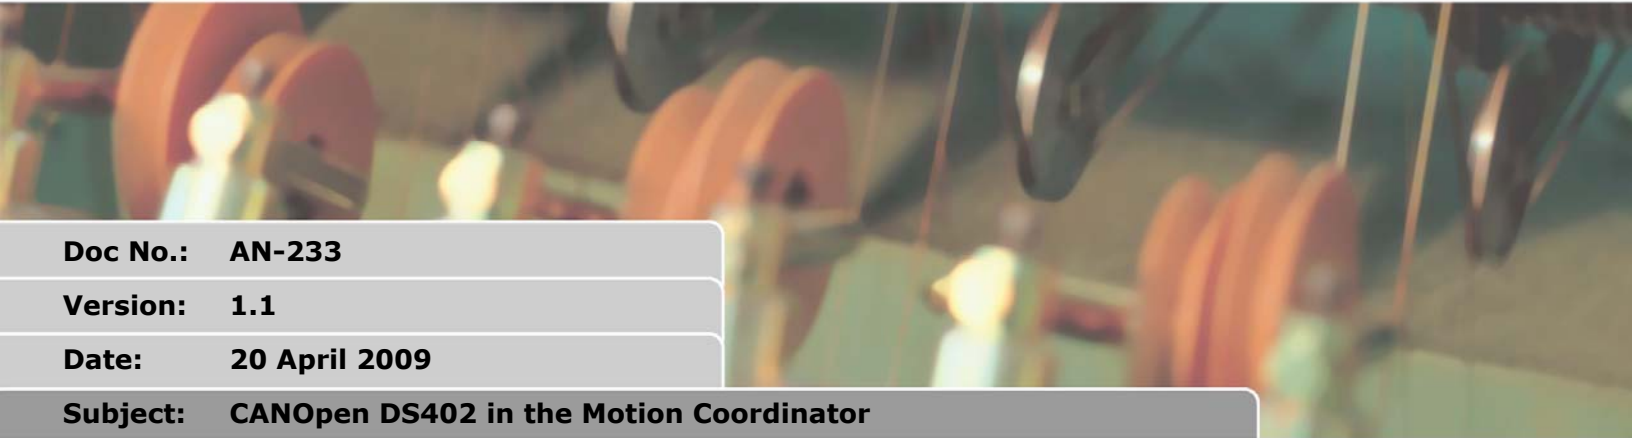 Doc No.: AN-233
Version: 1.1
Date: 20 April 2009
Subject: CANOpen DS402 in the Motion Coordinator